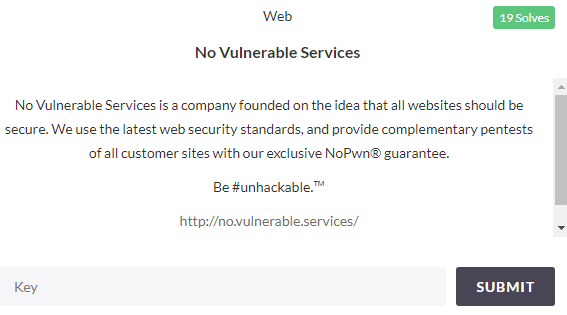 Web
19 Solves
No Vulnerable Services
No Vulnerable Services is a company founded on the idea that all websites should be
secure. We use the latest web security standards, and provide complementary pentests
of all customer sites with our exclusive NoPwn® guarantee.
Be #unhackable.™
http://no.vulnerable.services/
Key
SUBMIT